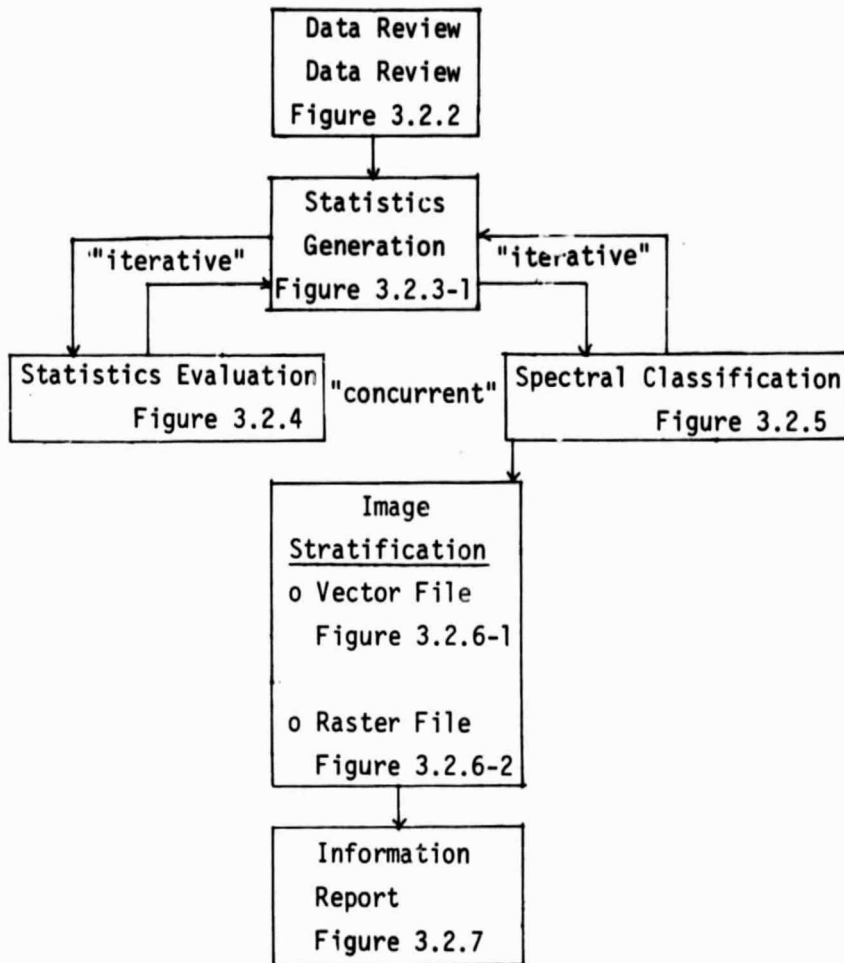 Data Review
Data Review
Figure 3.2.2
Statistics
Generation
Figure 3.2.3-1
"iterative"
"iterative"
Statistics Evaluation
Figure 3.2.4
"concurrent"
Spectral Classification
Figure 3.2.5
Image
Stratification
o Vector File
Figure 3.2.6-1
o Raster File
Figure 3.2.6-2
Information
Report
Figure 3.2.7